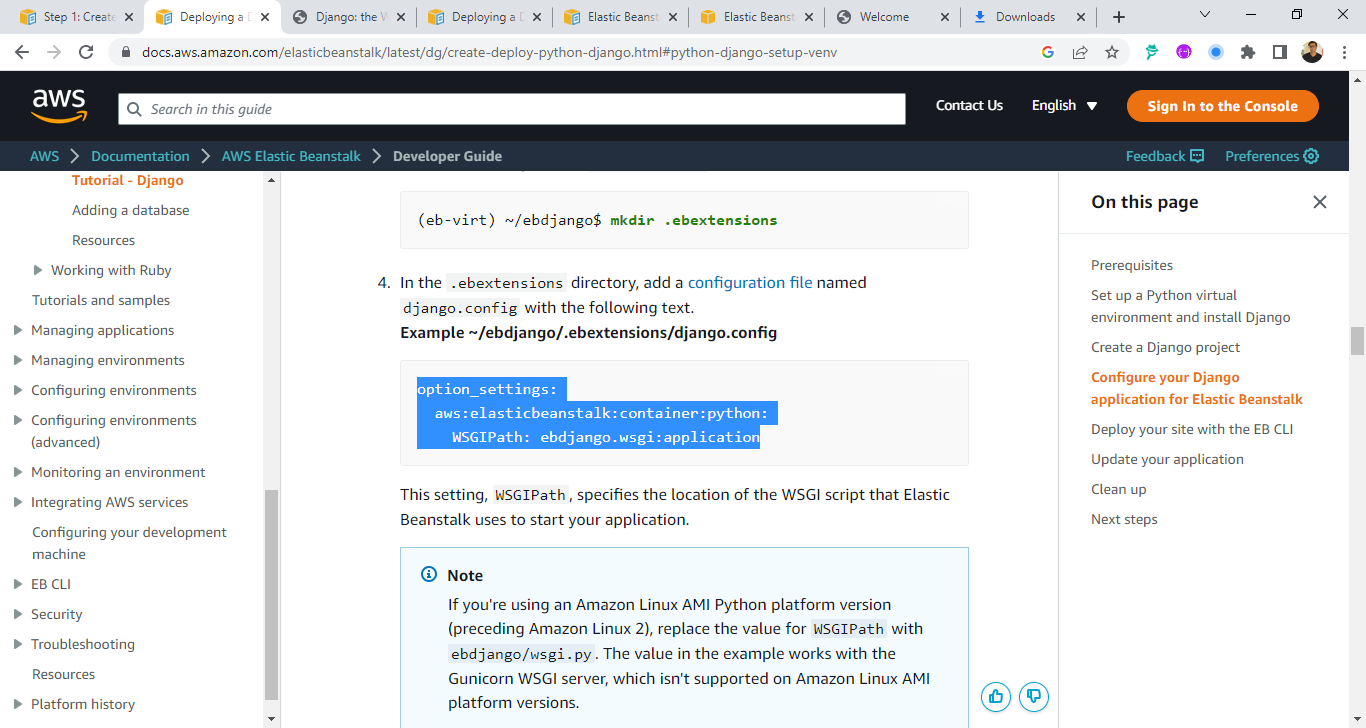 Step 1: Create
Deploying a D
Django: the W
Deploying a D
Elastic Beanst
Elastic Beanst
Welcome
Downloads
docs.aws.amazon.com/elasticbeanstalk/latest/dg/create-deploy-python-django.html#python-django-setup-venv
aws
Search in this guide
Contact Us
English
Sign In to the Console
AWS
Documentation
AWS Elastic Beanstalk
Developer Guide
Feedback
Preferences
Tutorial - Django
Adding a database
Resources
Working with Ruby
Tutorials and samples
Managing applications
Managing environments
Configuring environments
Configuring environments
(advanced)
Monitoring an environment
Integrating AWS services
Configuring your development
machine
EB CLI
Security
Troubleshooting
Resources
Platform history
(eb-virt) ~/ebdjango$ mkdir .ebextensions
4. In the .ebextensions directory, add a configuration file named
django.config with the following text.
Example ~/ebdjango/.ebextensions/django.config
option_settings:
aws:elasticbeanstalk:container:python:
WSGIPath: ebdjango.wsgi:application
This setting, WSGIPath, specifies the location of the WSGI script that Elastic
Beanstalk uses to start your application.
Note
If you're using an Amazon Linux AMI Python platform version
(preceding Amazon Linux 2), replace the value for WSGIPath with
ebdjango/wsgi.py. The value in the example works with the
Gunicorn WSGI server, which isn't supported on Amazon Linux AMI
platform versions.
On this page
Prerequisites
Set up a Python virtual
environment and install Django
Create a Django project
Configure your Django
application for Elastic Beanstalk
Deploy your site with the EB CLI
Update your application
Clean up
Next steps